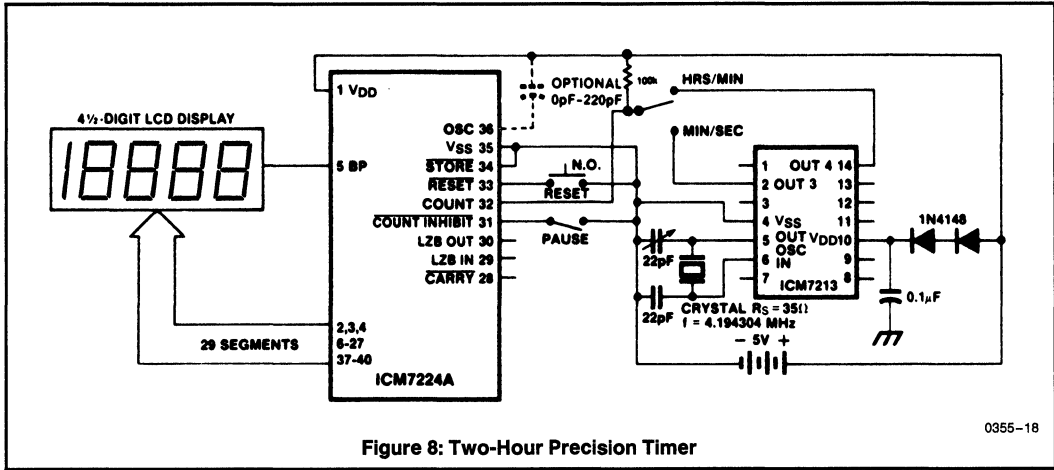 1 VDD
OPTIONAL
0pF-220pF
100k
HRS/MIN
4½-DIGIT LCD DISPLAY
18888
OSC 36
MIN/SEC
VSS 35
5 BP
STORE 34
N.O.
RESET 33
RESET
COUNT 32
COUNT INHIBIT 31
PAUSE
LZB OUT 30
LZB IN 29
CARRY 28
1 OUT 4 14
2 OUT 3 13
3 12
4 VSS 11
5 OUT VDD 10
OSC
6 IN 9
7 8
ICM7213
1N4148
22pF
22pF
0.1μF
CRYSTAL RS = 35Ω
f = 4.194304 MHz
- 5V +
2,3,4
6-27
37-40
29 SEGMENTS
ICM7224A
0355-18
Figure 8: Two-Hour Precision Timer